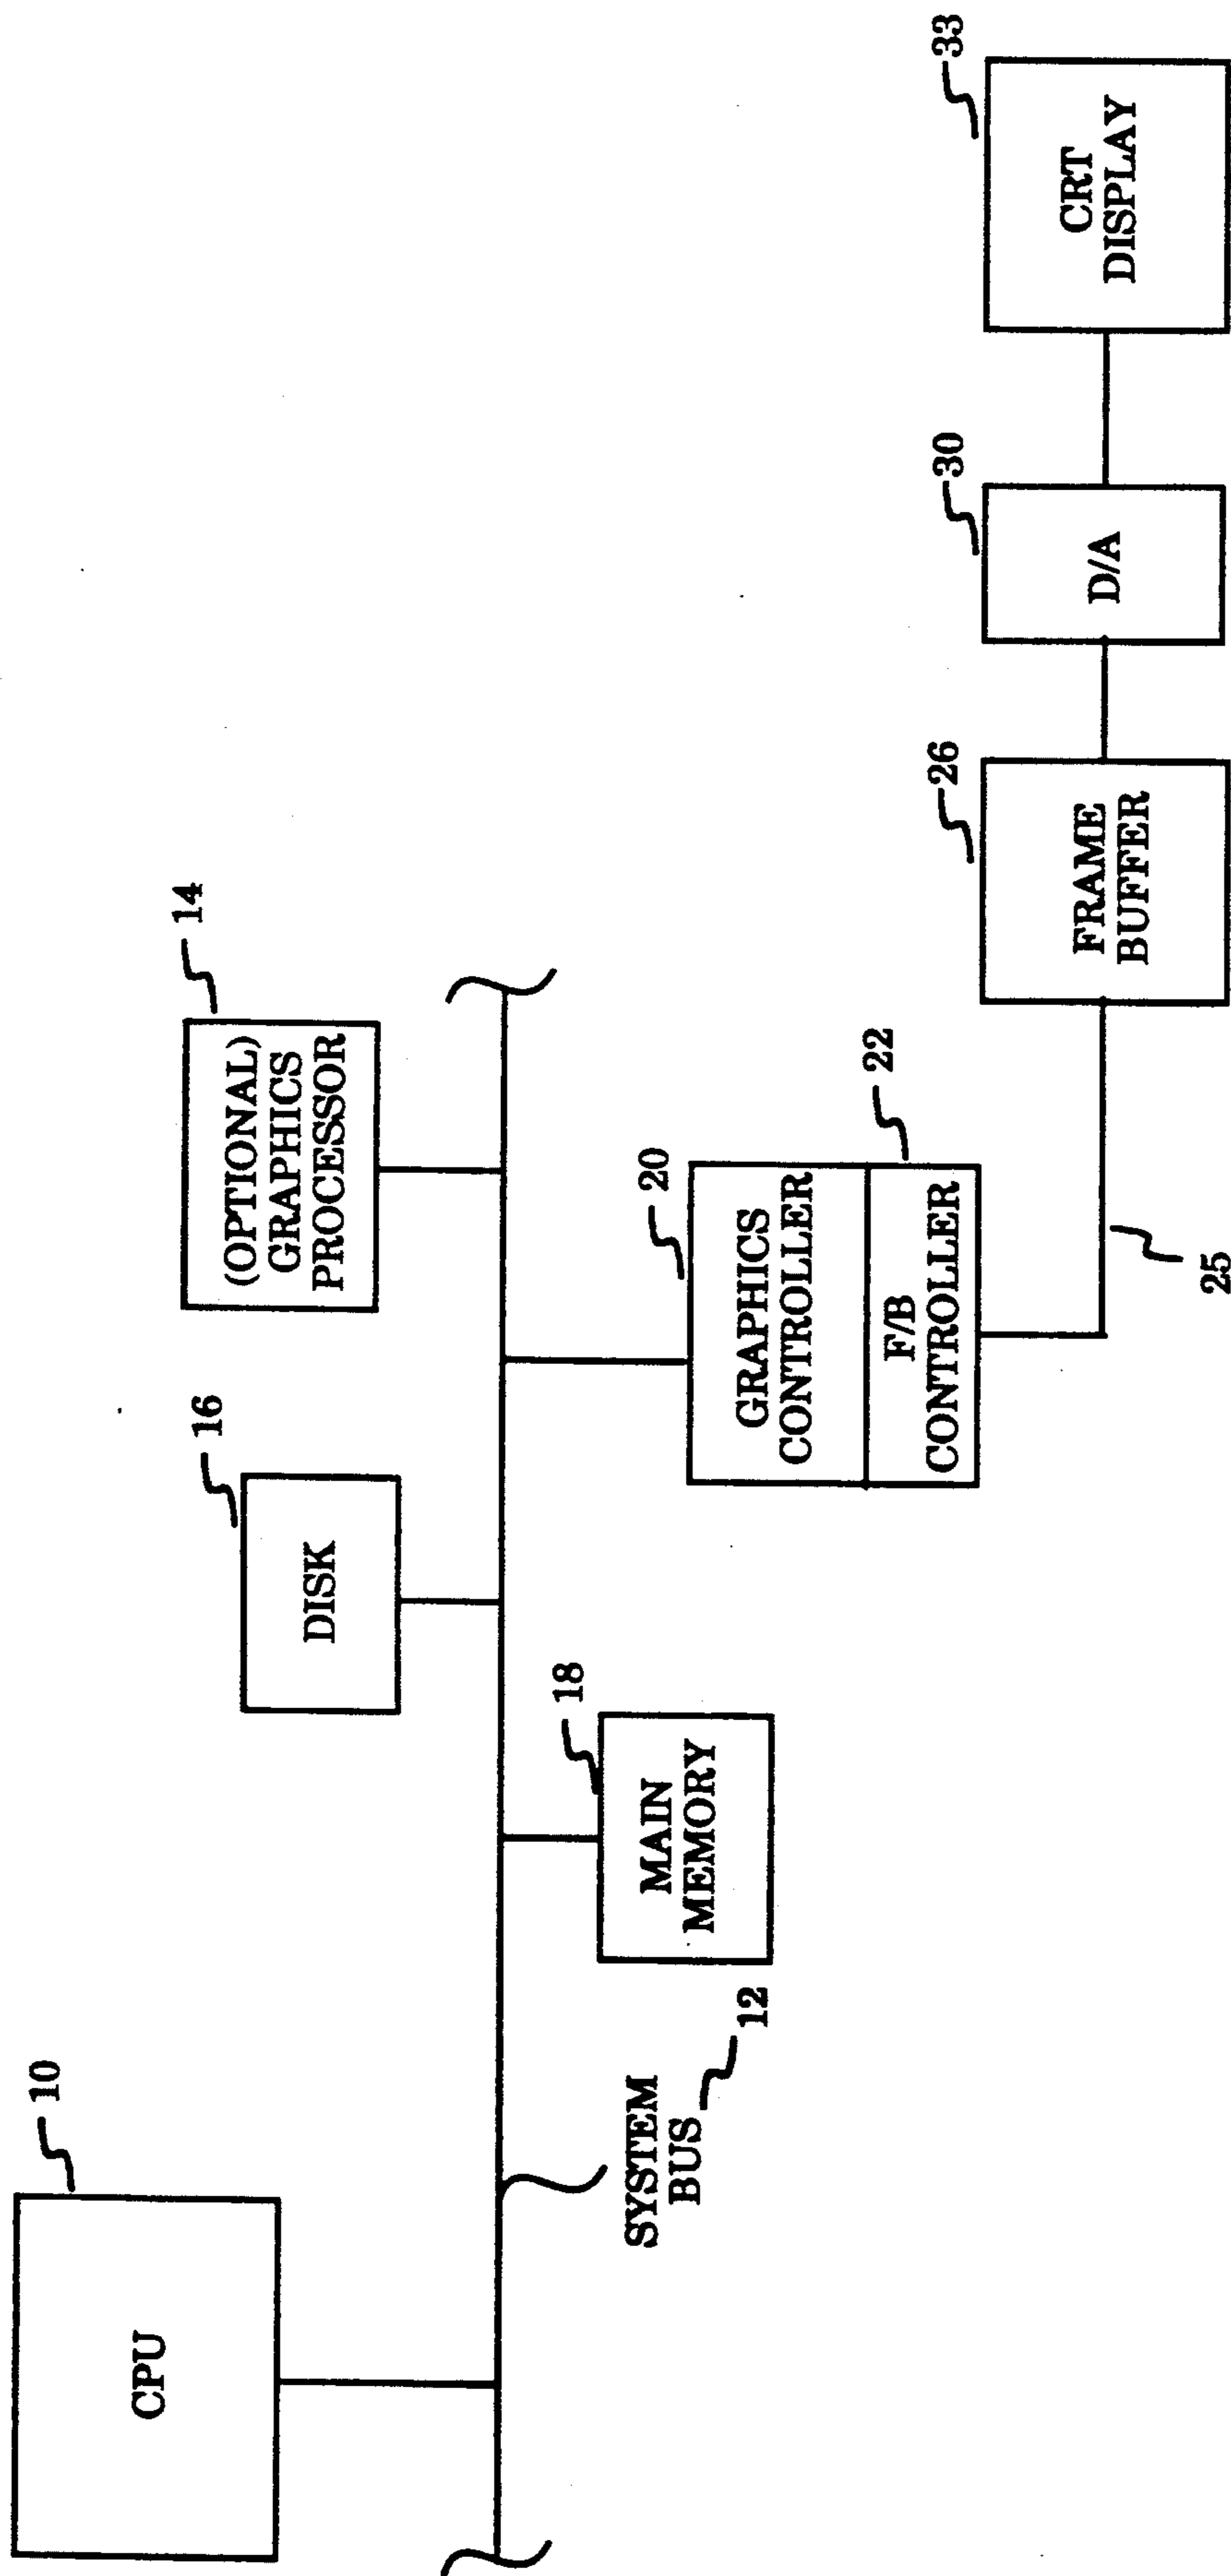 CPU
10
SYSTEM
BUS
12
MAIN
MEMORY
18
DISK
16
(OPTIONAL)
GRAPHICS
PROCESSOR
14
GRAPHICS
CONTROLLER
20
F/B
CONTROLLER
22
25
FRAME
BUFFER
26
D/A
30
CRT
DISPLAY
33